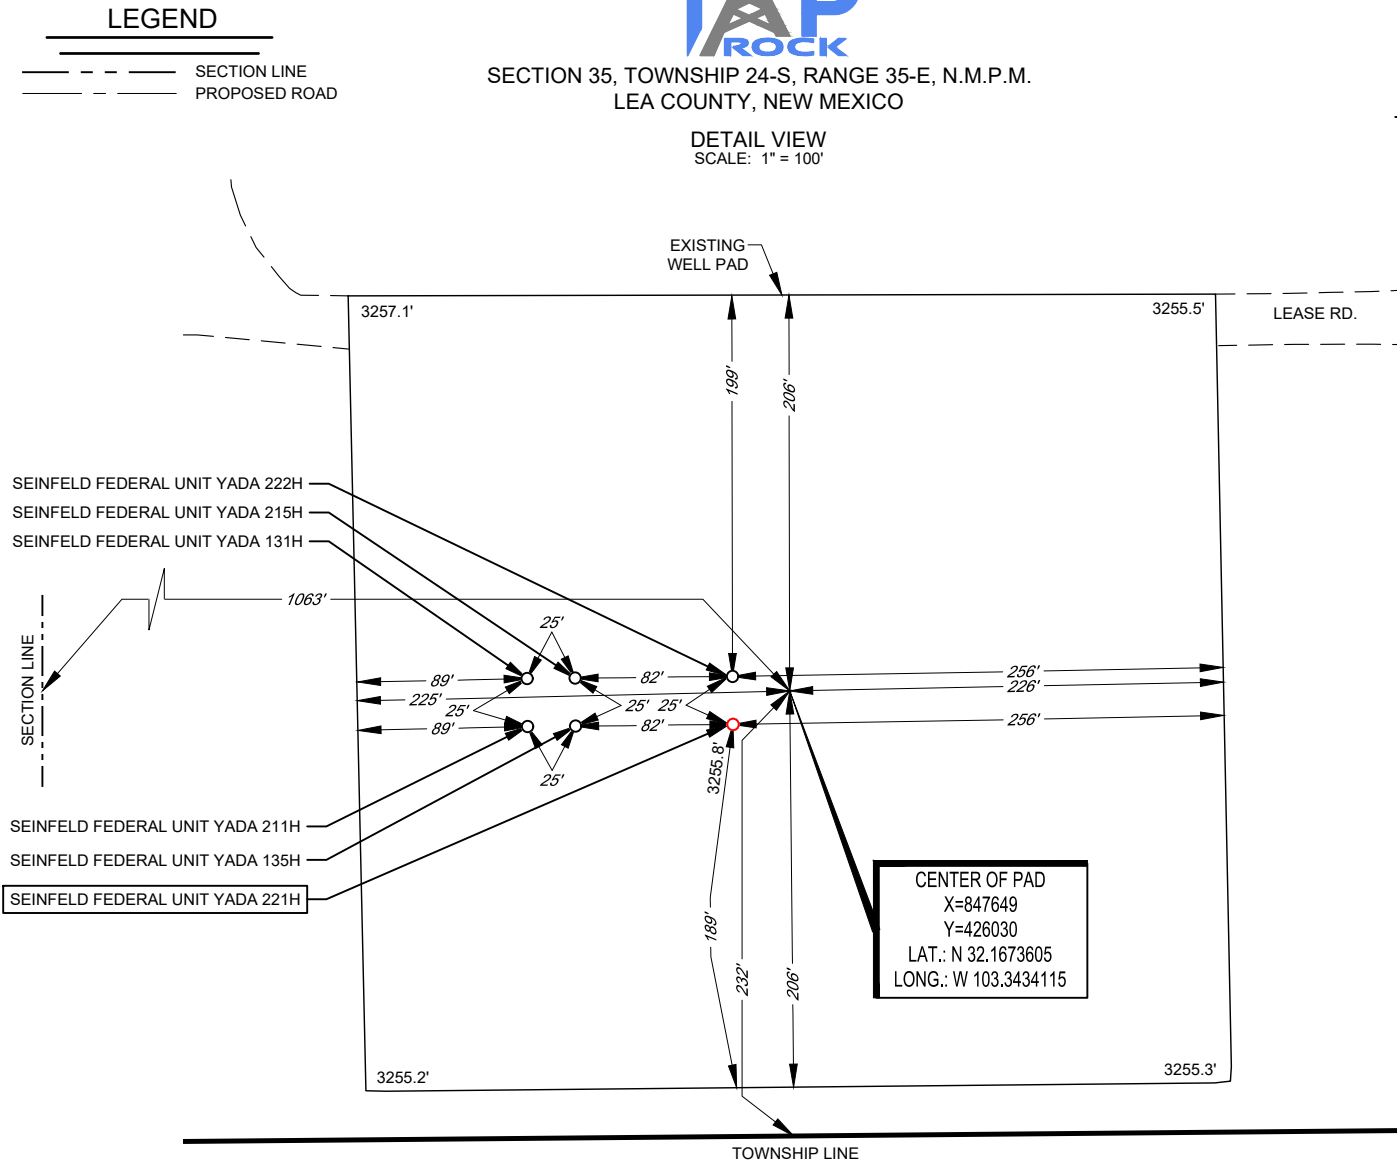 LEGEND
SECTION LINE
PROPOSED ROAD
TAP
ROCK
SECTION 35, TOWNSHIP 24-S, RANGE 35-E, N.M.P.M.
LEA COUNTY, NEW MEXICO
DETAIL VIEW
SCALE: 1" = 100'
EXISTING
WELL PAD
3257.1'
3255.5'
LEASE RD.
199'
206'
SEINFELD FEDERAL UNIT YADA 222H
SEINFELD FEDERAL UNIT YADA 215H
SEINFELD FEDERAL UNIT YADA 131H
1063'
SECTION LINE
25'
89'
82'
256'
225'
226'
25'
25'
25'
89'
82'
256'
25'
3255.8'
SEINFELD FEDERAL UNIT YADA 211H
SEINFELD FEDERAL UNIT YADA 135H
SEINFELD FEDERAL UNIT YADA 221H
189'
232'
206'
CENTER OF PAD
X=847649
Y=426030
LAT.: N 32.1673605
LONG.: W 103.3434115
3255.2'
3255.3'
TOWNSHIP LINE